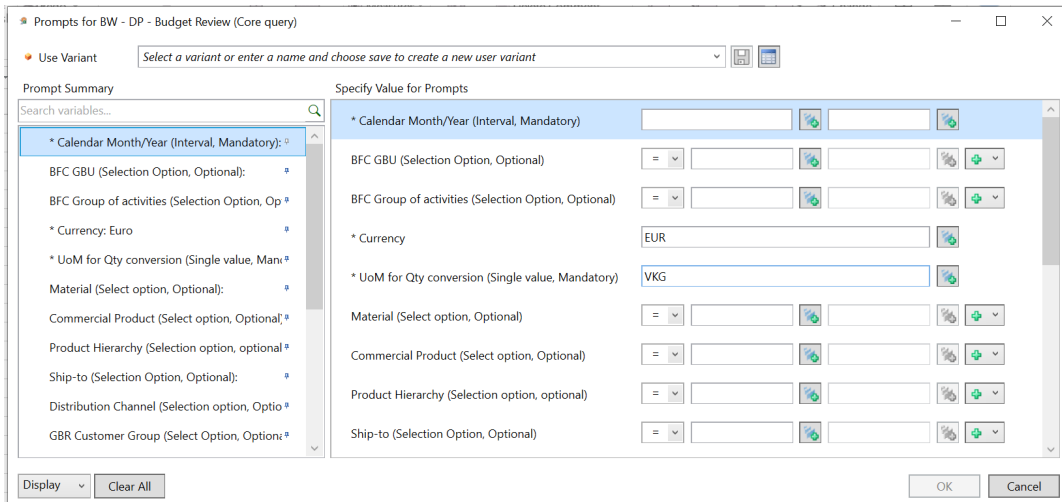 Prompts for BW - DP - Budget Review (Core query)
Use Variant
Select a variant or enter a name and choose save to create a new user variant
Prompt Summary
Specify Value for Prompts
Search variables...
* Calendar Month/Year (Interval, Mandatory):
BFC GBU (Selection Option, Optional):
BFC Group of activities (Selection Option, Op
* Currency: Euro
* UoM for Qty conversion (Single value, Man
Material (Select option, Optional):
Commercial Product (Select option, Optional
Product Hierarchy (Selection option, optional
Ship-to (Selection Option, Optional):
Distribution Channel (Selection option, Optio
GBR Customer Group (Select Option, Option
* Calendar Month/Year (Interval, Mandatory)
BFC GBU (Selection Option, Optional)
=
BFC Group of activities (Selection Option, Optional)
=
* Currency
EUR
* UoM for Qty conversion (Single value, Mandatory)
VKG
Material (Select option, Optional)
=
Commercial Product (Select option, Optional)
=
Product Hierarchy (Selection option, optional)
=
Ship-to (Selection Option, Optional)
=
Display
Clear All
OK
Cancel